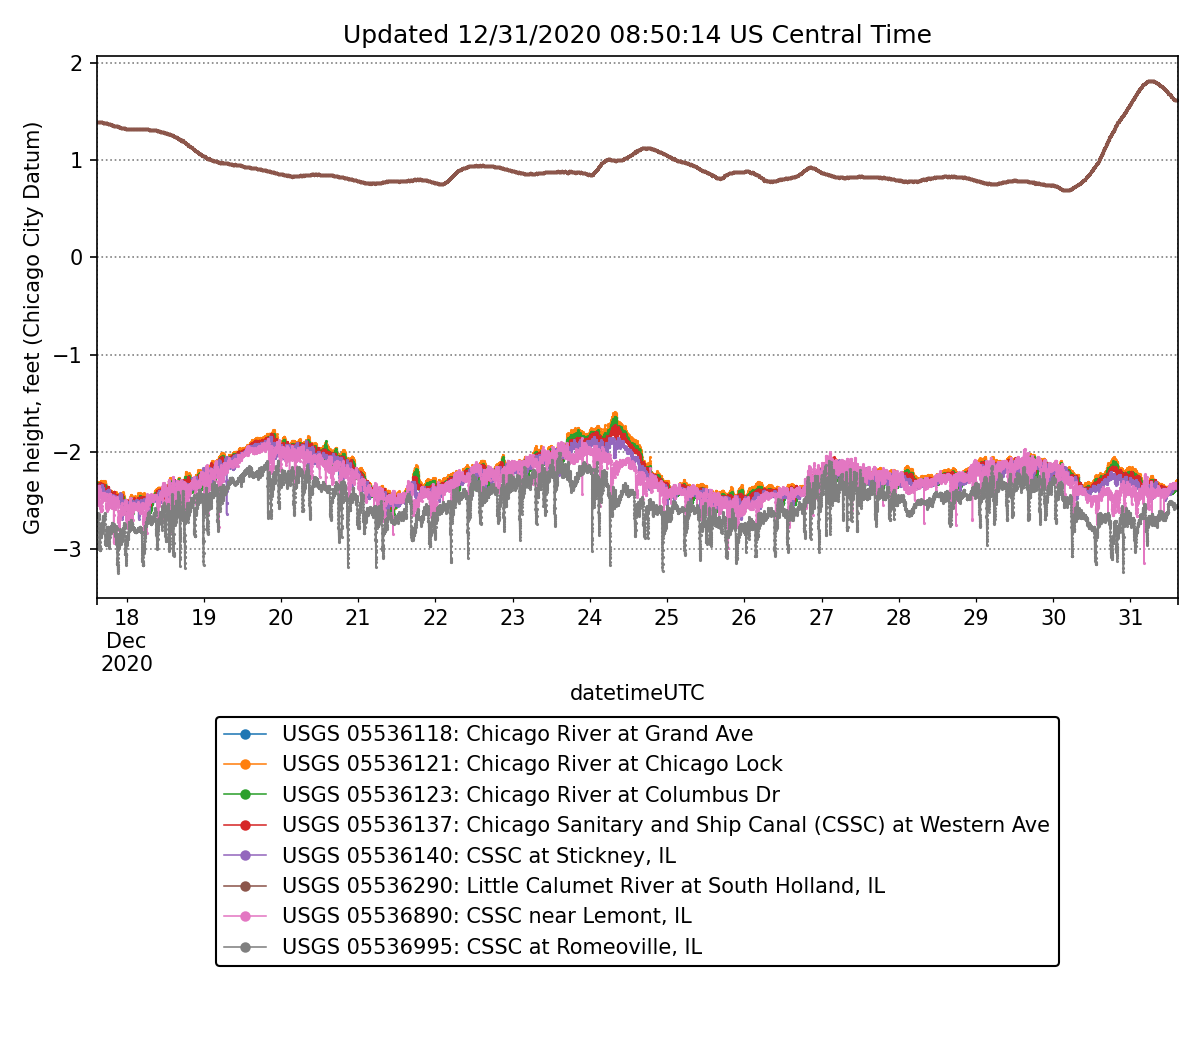 Updated 12/31/2020 08:50:14 US Central Time
Gage height, feet (Chicago City Datum)
2
1
0
−1
−2
−3
18 19 20 21 22 23 24 25 26 27 28 29 30 31
Dec
2020
datetimeUTC
USGS 05536118: Chicago River at Grand Ave
USGS 05536121: Chicago River at Chicago Lock
USGS 05536123: Chicago River at Columbus Dr
USGS 05536137: Chicago Sanitary and Ship Canal (CSSC) at Western Ave
USGS 05536140: CSSC at Stickney, IL
USGS 05536290: Little Calumet River at South Holland, IL
USGS 05536890: CSSC near Lemont, IL
USGS 05536995: CSSC at Romeoville, IL